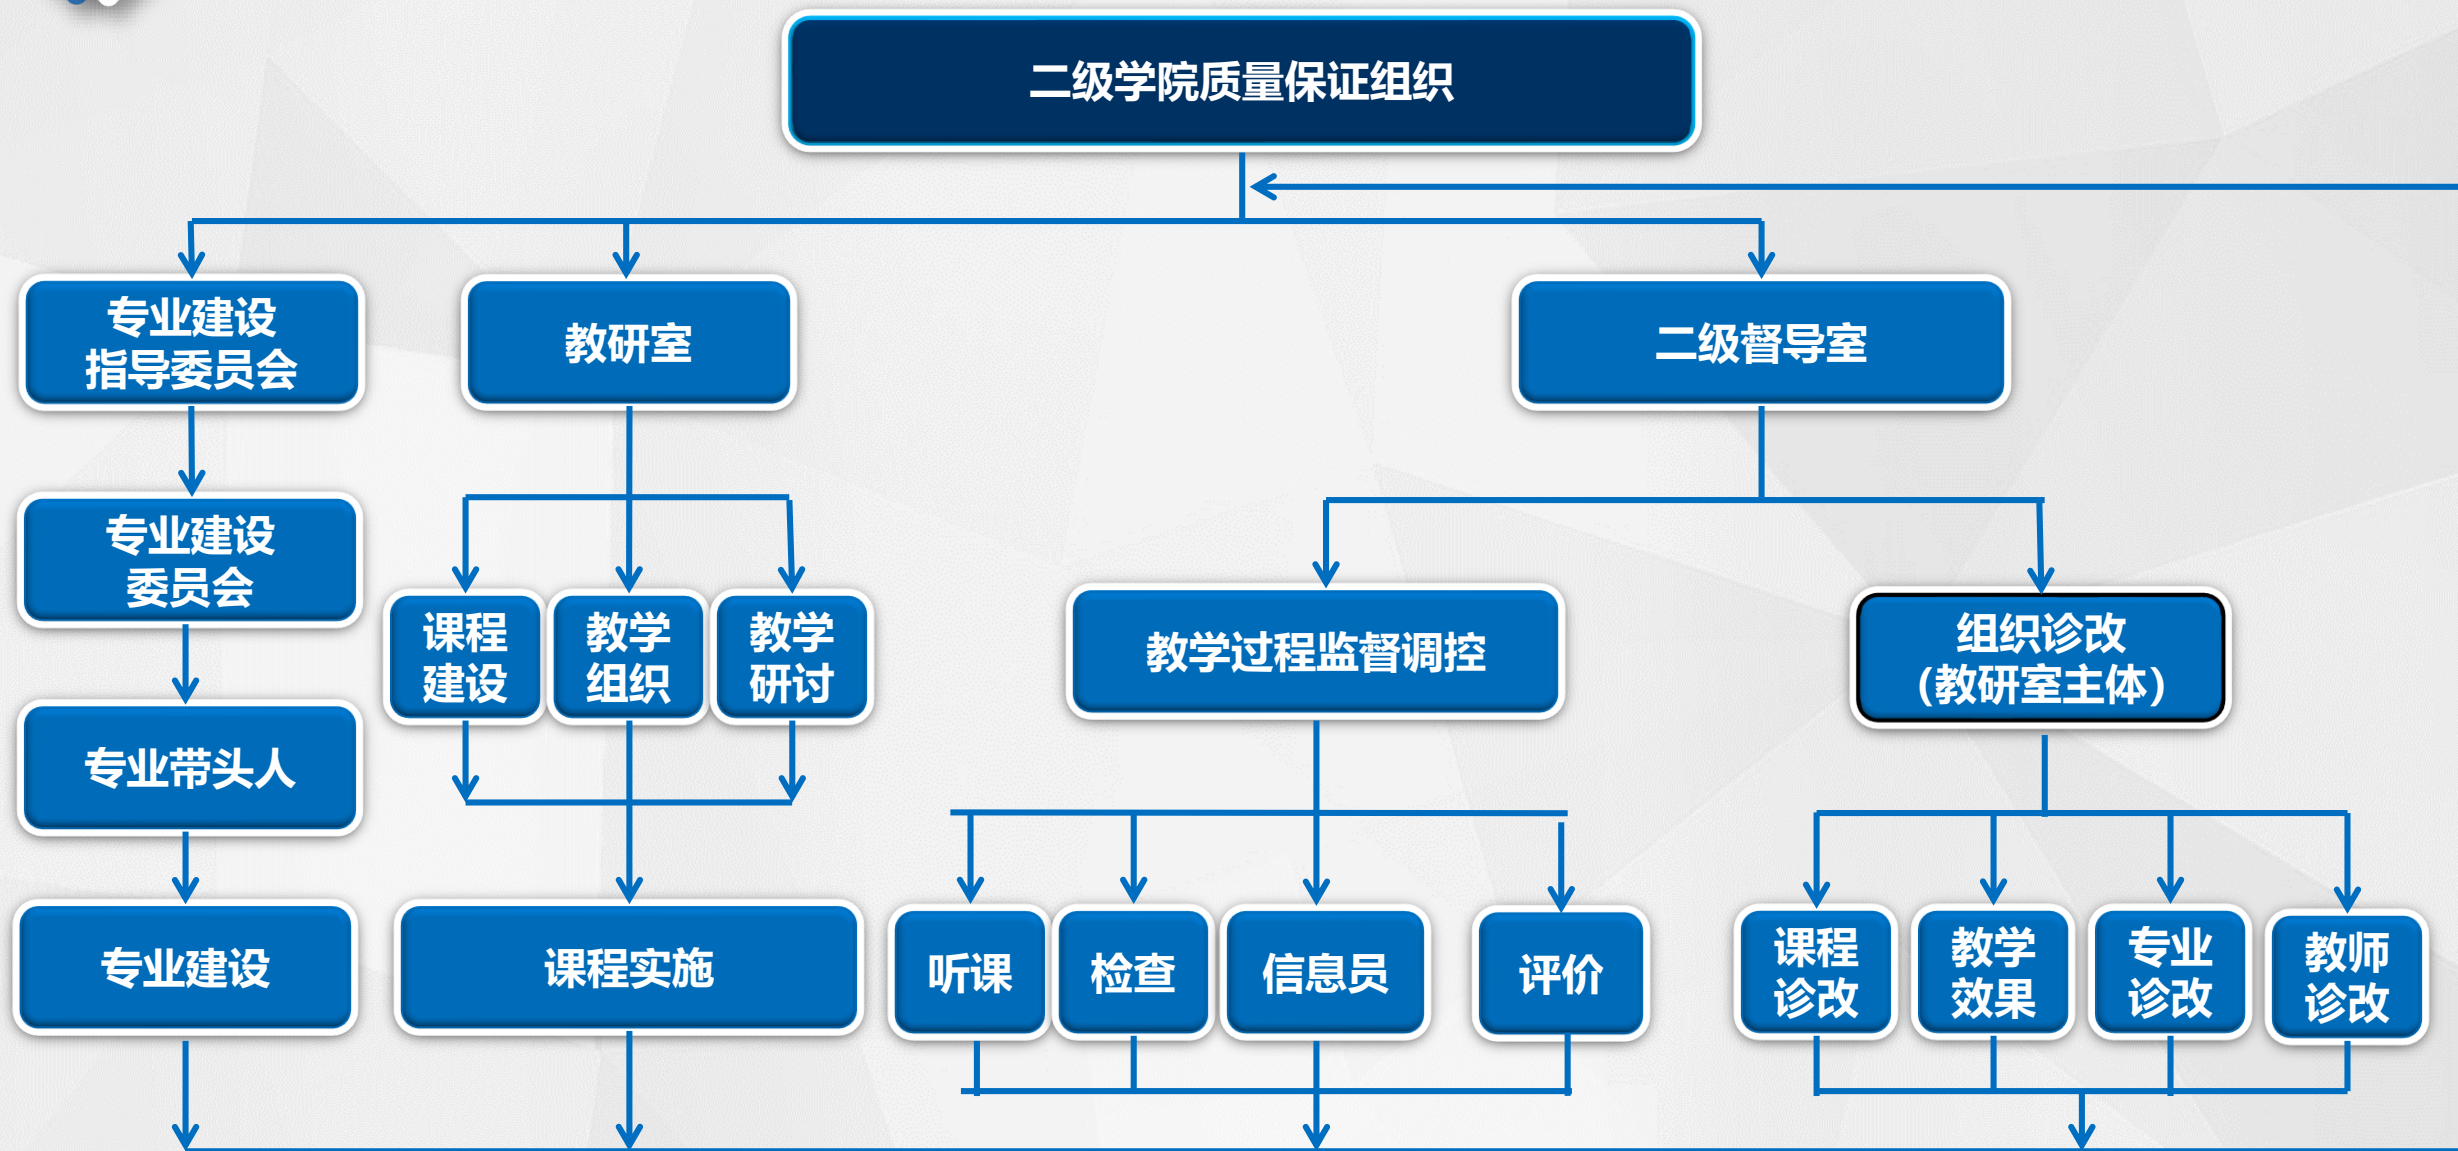 二级学院质量保证组织
专业建设
指导委员会
教研室
二级督导室
专业建设
委员会
课程
建设
教学
组织
教学
研讨
教学过程监督调控
组织诊改
（教研室主体）
专业带头人
专业建设
课程实施
听课
检查
信息员
评价
课程
诊改
教学
效果
专业
诊改
教师
诊改